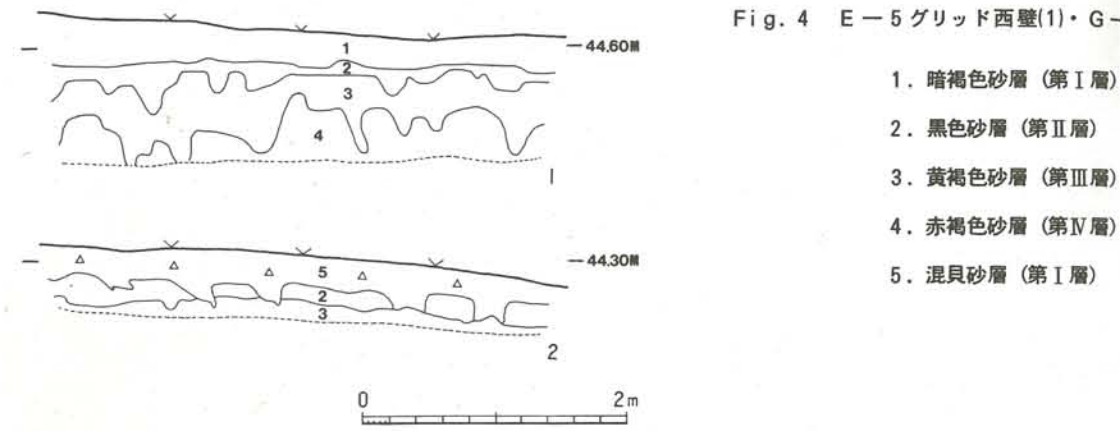 Fig. 4 E－5グリッド西壁(1)・G－
1
2
3
4
－44.60M
1
5
2
3
－44.30M
2
0 2m
1. 暗褐色砂層 (第Ⅰ層)
2. 黒色砂層 (第Ⅱ層)
3. 黄褐色砂層 (第Ⅲ層)
4. 赤褐色砂層 (第Ⅳ層)
5. 混貝砂層 (第Ⅰ層)